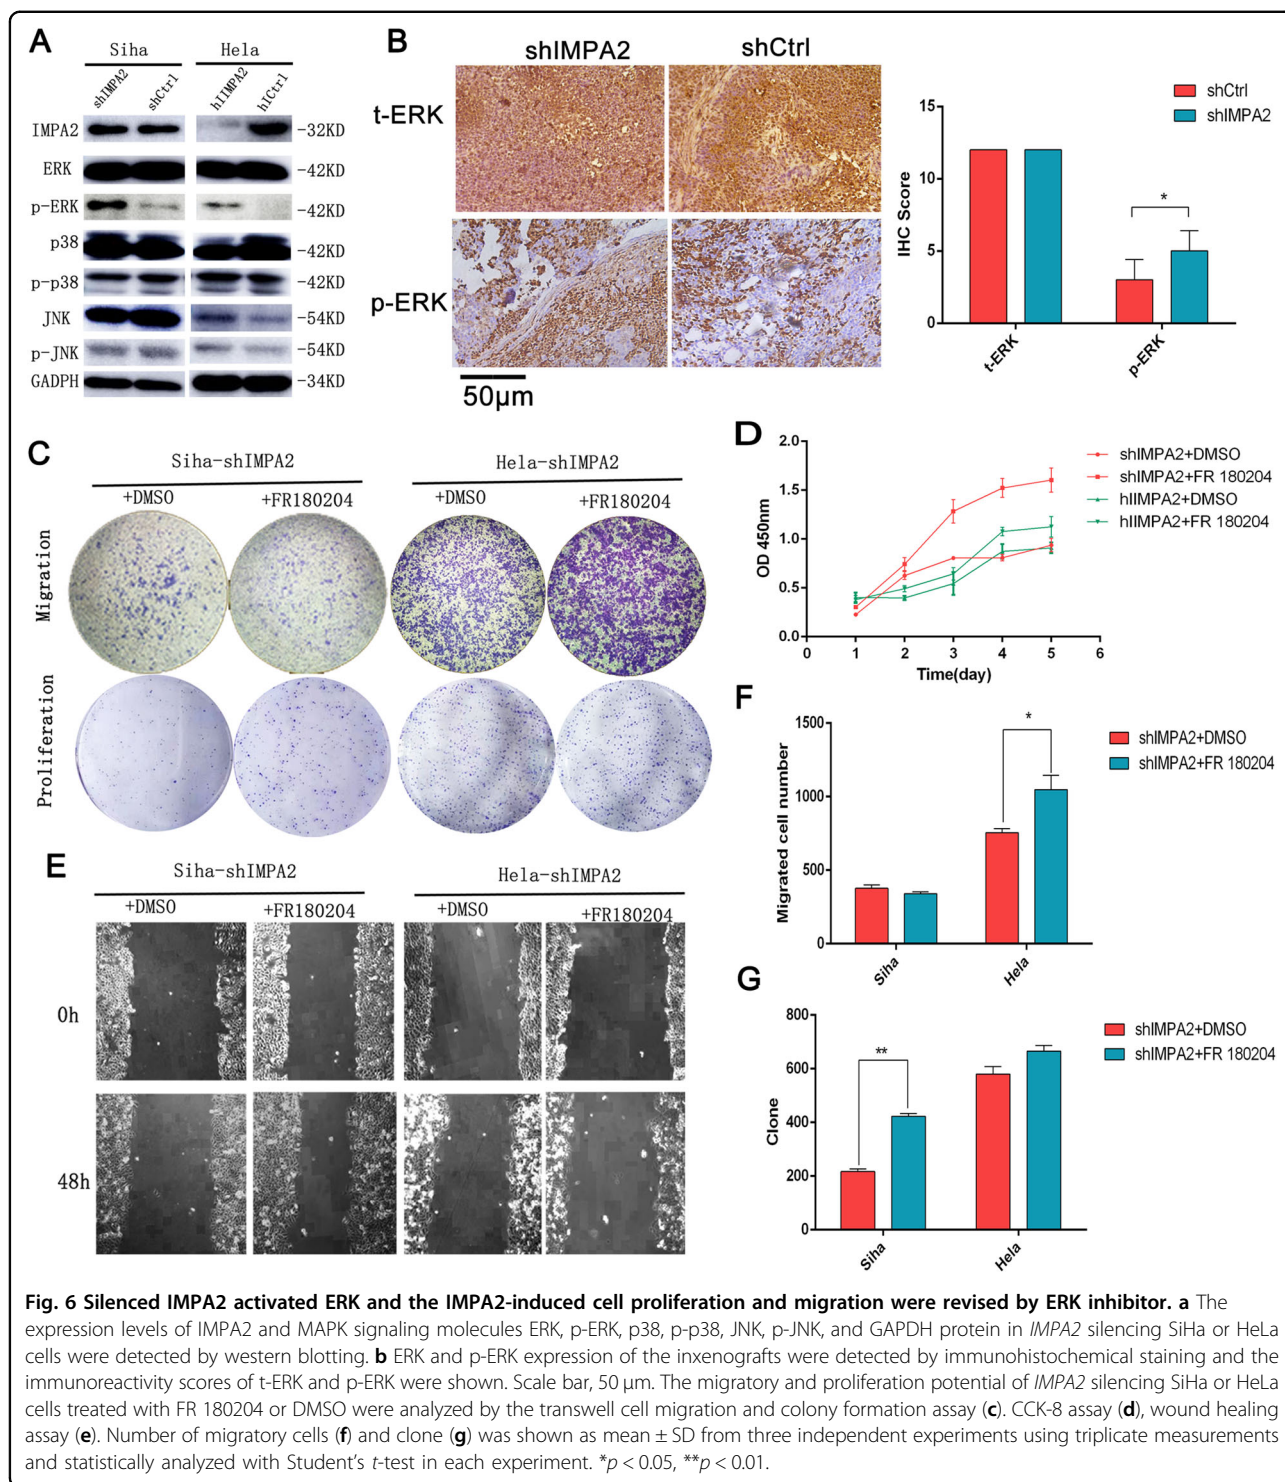 A
Siha
Hela
shIMPA2
shCtrl
hIIMPA2
hICtrl
IMPA2
-32KD
ERK
-42KD
p-ERK
-42KD
p38
-42KD
p-p38
-42KD
JNK
-54KD
p-JNK
-54KD
GADPH
-34KD
B
shIMPA2
shCtrl
t-ERK
p-ERK
50μm
shCtrl
shIMPA2
IHC Score
15
10
5
0
*
t-ERK
p-ERK
C
Siha-shIMPA2
Hela-shIMPA2
+DMSO
+FR180204
+DMSO
+FR180204
Migration
Proliferation
D
OD 450nm
2.0
1.5
1.0
0.5
0.0
0
1
2
3
4
5
6
Time(day)
shIMPA2+DMSO
shIMPA2+FR 180204
hIIMPA2+DMSO
hIIMPA2+FR 180204
E
Siha-shIMPA2
Hela-shIMPA2
+DMSO
+FR180204
+DMSO
+FR180204
0h
48h
F
Migrated cell number
1500
1000
500
0
*
Siha
Hela
shIMPA2+DMSO
shIMPA2+FR 180204
G
Clone
800
600
400
200
0
**
Siha
Hela
shIMPA2+DMSO
shIMPA2+FR 180204
Fig. 6 Silenced IMPA2 activated ERK and the IMPA2-induced cell proliferation and migration were revised by ERK inhibitor. a The
expression levels of IMPA2 and MAPK signaling molecules ERK, p-ERK, p38, p-p38, JNK, p-JNK, and GAPDH protein in IMPA2 silencing SiHa or HeLa
cells were detected by western blotting. b ERK and p-ERK expression of the inxenografts were detected by immunohistochemical staining and the
immunoreactivity scores of t-ERK and p-ERK were shown. Scale bar, 50 μm. The migratory and proliferation potential of IMPA2 silencing SiHa or HeLa
cells treated with FR 180204 or DMSO were analyzed by the transwell cell migration and colony formation assay (c). CCK-8 assay (d), wound healing
assay (e). Number of migratory cells (f) and clone (g) was shown as mean ± SD from three independent experiments using triplicate measurements
and statistically analyzed with Student's t-test in each experiment. *p < 0.05, **p < 0.01.